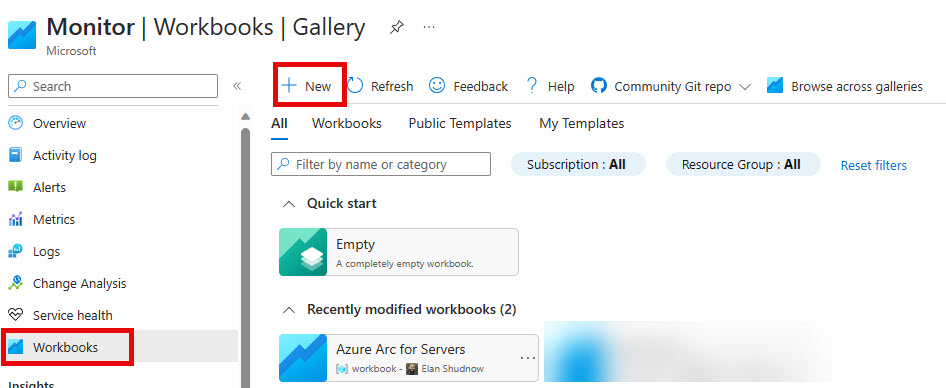 Monitor | Workbooks | Gallery ...
Microsoft
Search «
Overview
Activity log
Alerts
Metrics
Logs
Change Analysis
Service health
Workbooks
Insights
+ New Refresh Feedback ? Help Community Git repo Browse across galleries
All Workbooks Public Templates My Templates
Filter by name or category Subscription : All Resource Group : All Reset filters
Quick start
Empty
A completely empty workbook.
Recently modified workbooks (2)
Azure Arc for Servers ...
workbook - Elan Shudnow